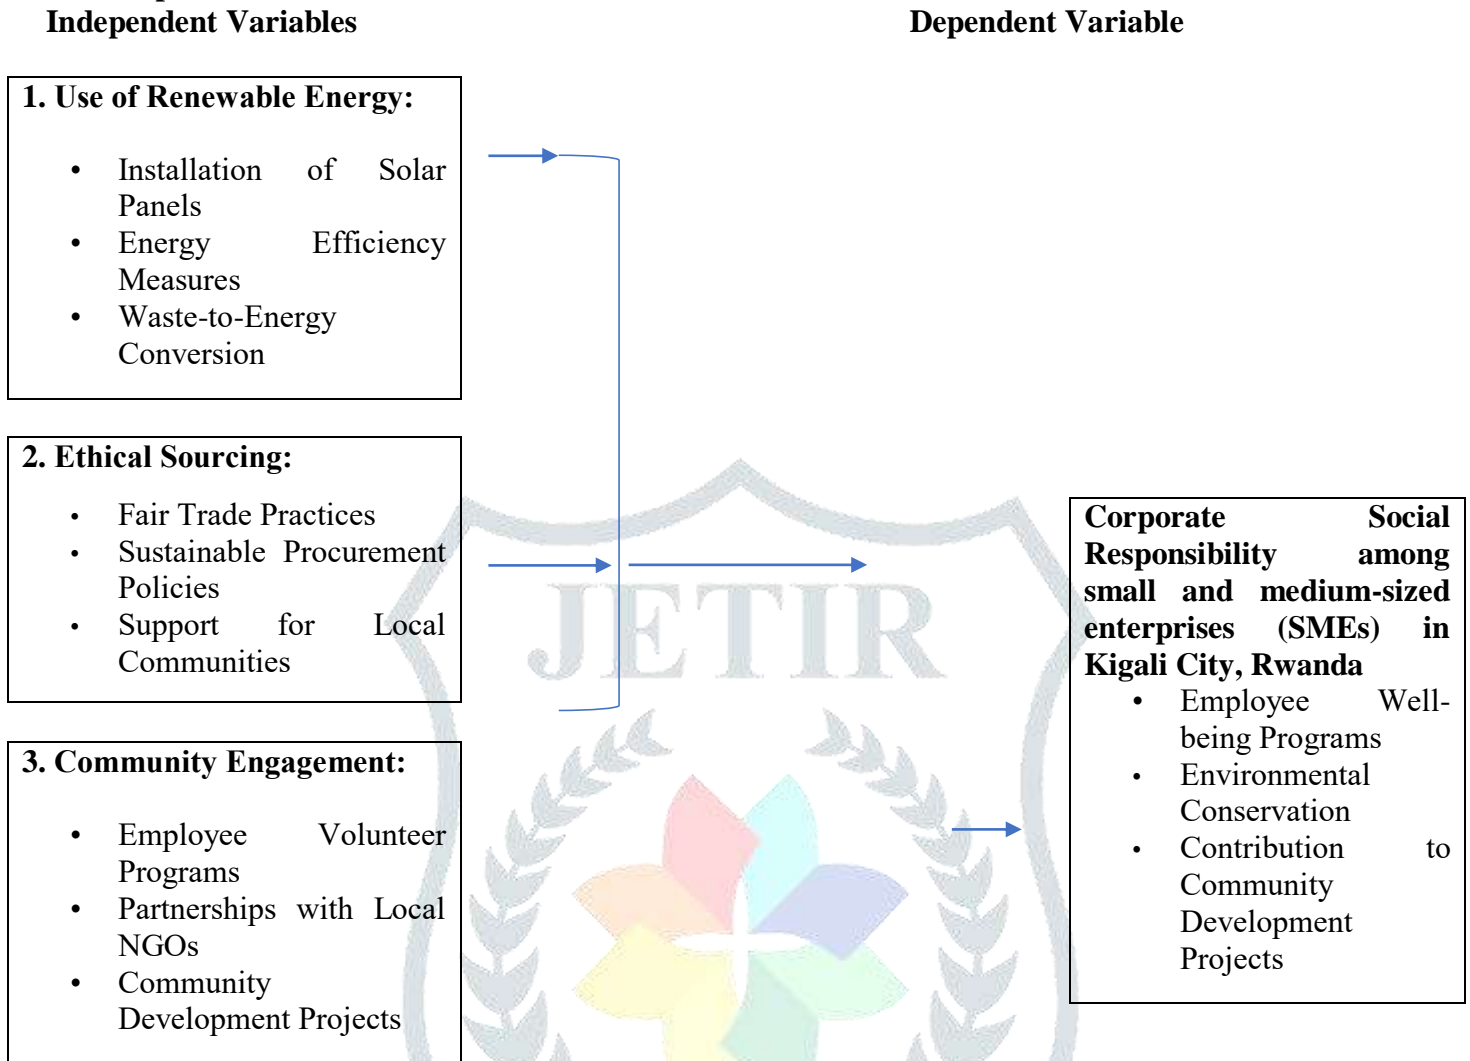 Independent Variables
Dependent Variable
1. Use of Renewable Energy:
• Installation of Solar
Panels
• Energy Efficiency
Measures
• Waste-to-Energy
Conversion
2. Ethical Sourcing:
• Fair Trade Practices
• Sustainable Procurement
Policies
• Support for Local
Communities
3. Community Engagement:
• Employee Volunteer
Programs
• Partnerships with Local
NGOs
• Community
Development Projects
JETIR
Corporate Social
Responsibility among
small and medium-sized
enterprises (SMEs) in
Kigali City, Rwanda
• Employee Well-
being Programs
• Environmental
Conservation
• Contribution to
Community
Development
Projects